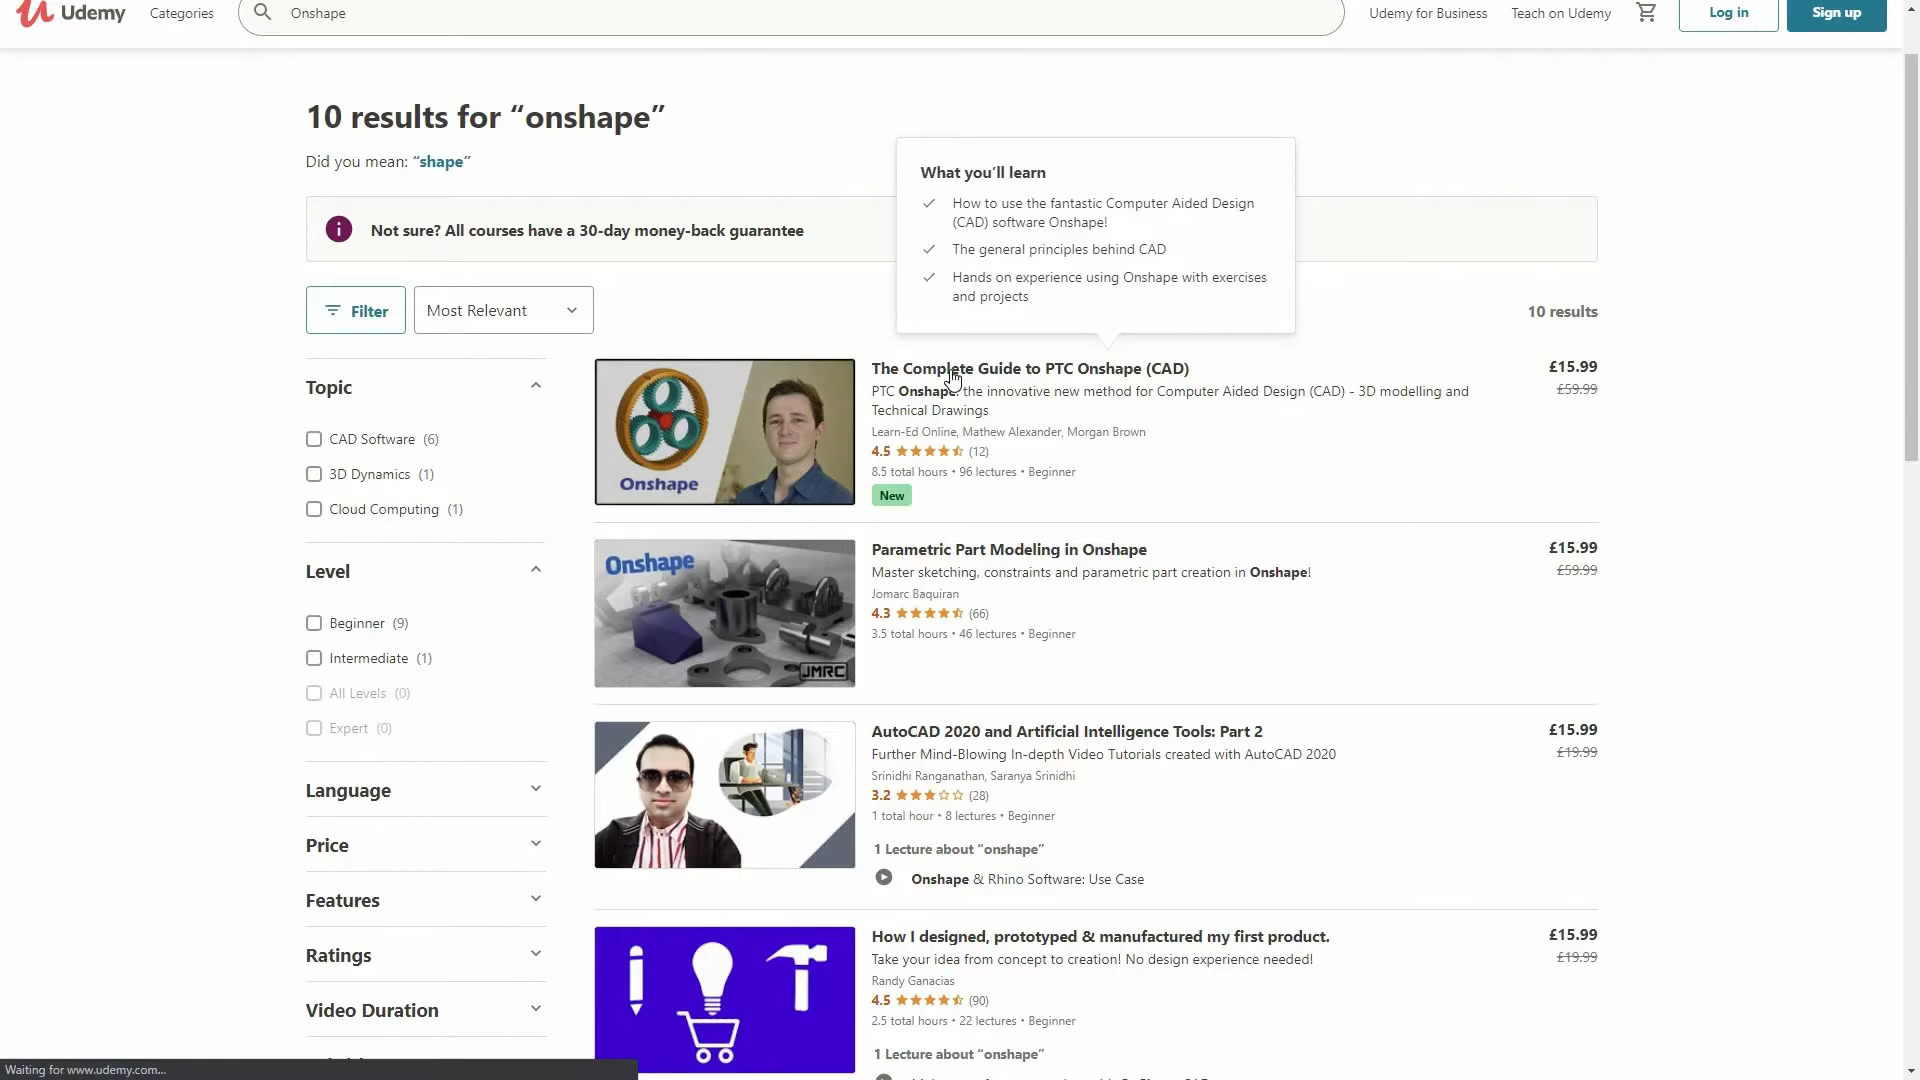 Udemy
Categories
Onshape
Udemy for Business
Teach on Udemy
Log in
Sign up
10 results for “onshape”
Did you mean: “shape”
Not sure? All courses have a 30-day money-back guarantee
What you’ll learn
How to use the fantastic Computer Aided Design
(CAD) software Onshape!
The general principles behind CAD
Hands on experience using Onshape with exercises
and projects
Filter
Most Relevant
10 results
Topic
CAD Software (6)
3D Dynamics (1)
Cloud Computing (1)
Level
Beginner (9)
Intermediate (1)
All Levels (0)
Expert (0)
Language
Price
Features
Ratings
Video Duration
Onshape
The Complete Guide to PTC Onshape (CAD)
£15.99
PTC Onshape: the innovative new method for Computer Aided Design (CAD) - 3D modelling and
£59.99
Technical Drawings
Learn-Ed Online, Mathew Alexander, Morgan Brown
4.5 (12)
8.5 total hours • 96 lectures • Beginner
New
Onshape
JMRC
Parametric Part Modeling in Onshape
£15.99
Master sketching, constraints and parametric part creation in Onshape!
£59.99
Jomarc Baquiran
4.3 (66)
3.5 total hours • 46 lectures • Beginner
AutoCAD 2020 and Artificial Intelligence Tools: Part 2
£15.99
Further Mind-Blowing In-depth Video Tutorials created with AutoCAD 2020
£19.99
Srinidhi Ranganathan, Saranya Srinidhi
3.2 (28)
1 total hour • 8 lectures • Beginner
1 Lecture about “onshape”
Onshape & Rhino Software: Use Case
How I designed, prototyped & manufactured my first product.
£15.99
Take your idea from concept to creation! No design experience needed!
£19.99
Randy Ganacias
4.5 (90)
2.5 total hours • 22 lectures • Beginner
1 Lecture about “onshape”
Waiting for www.udemy.com...